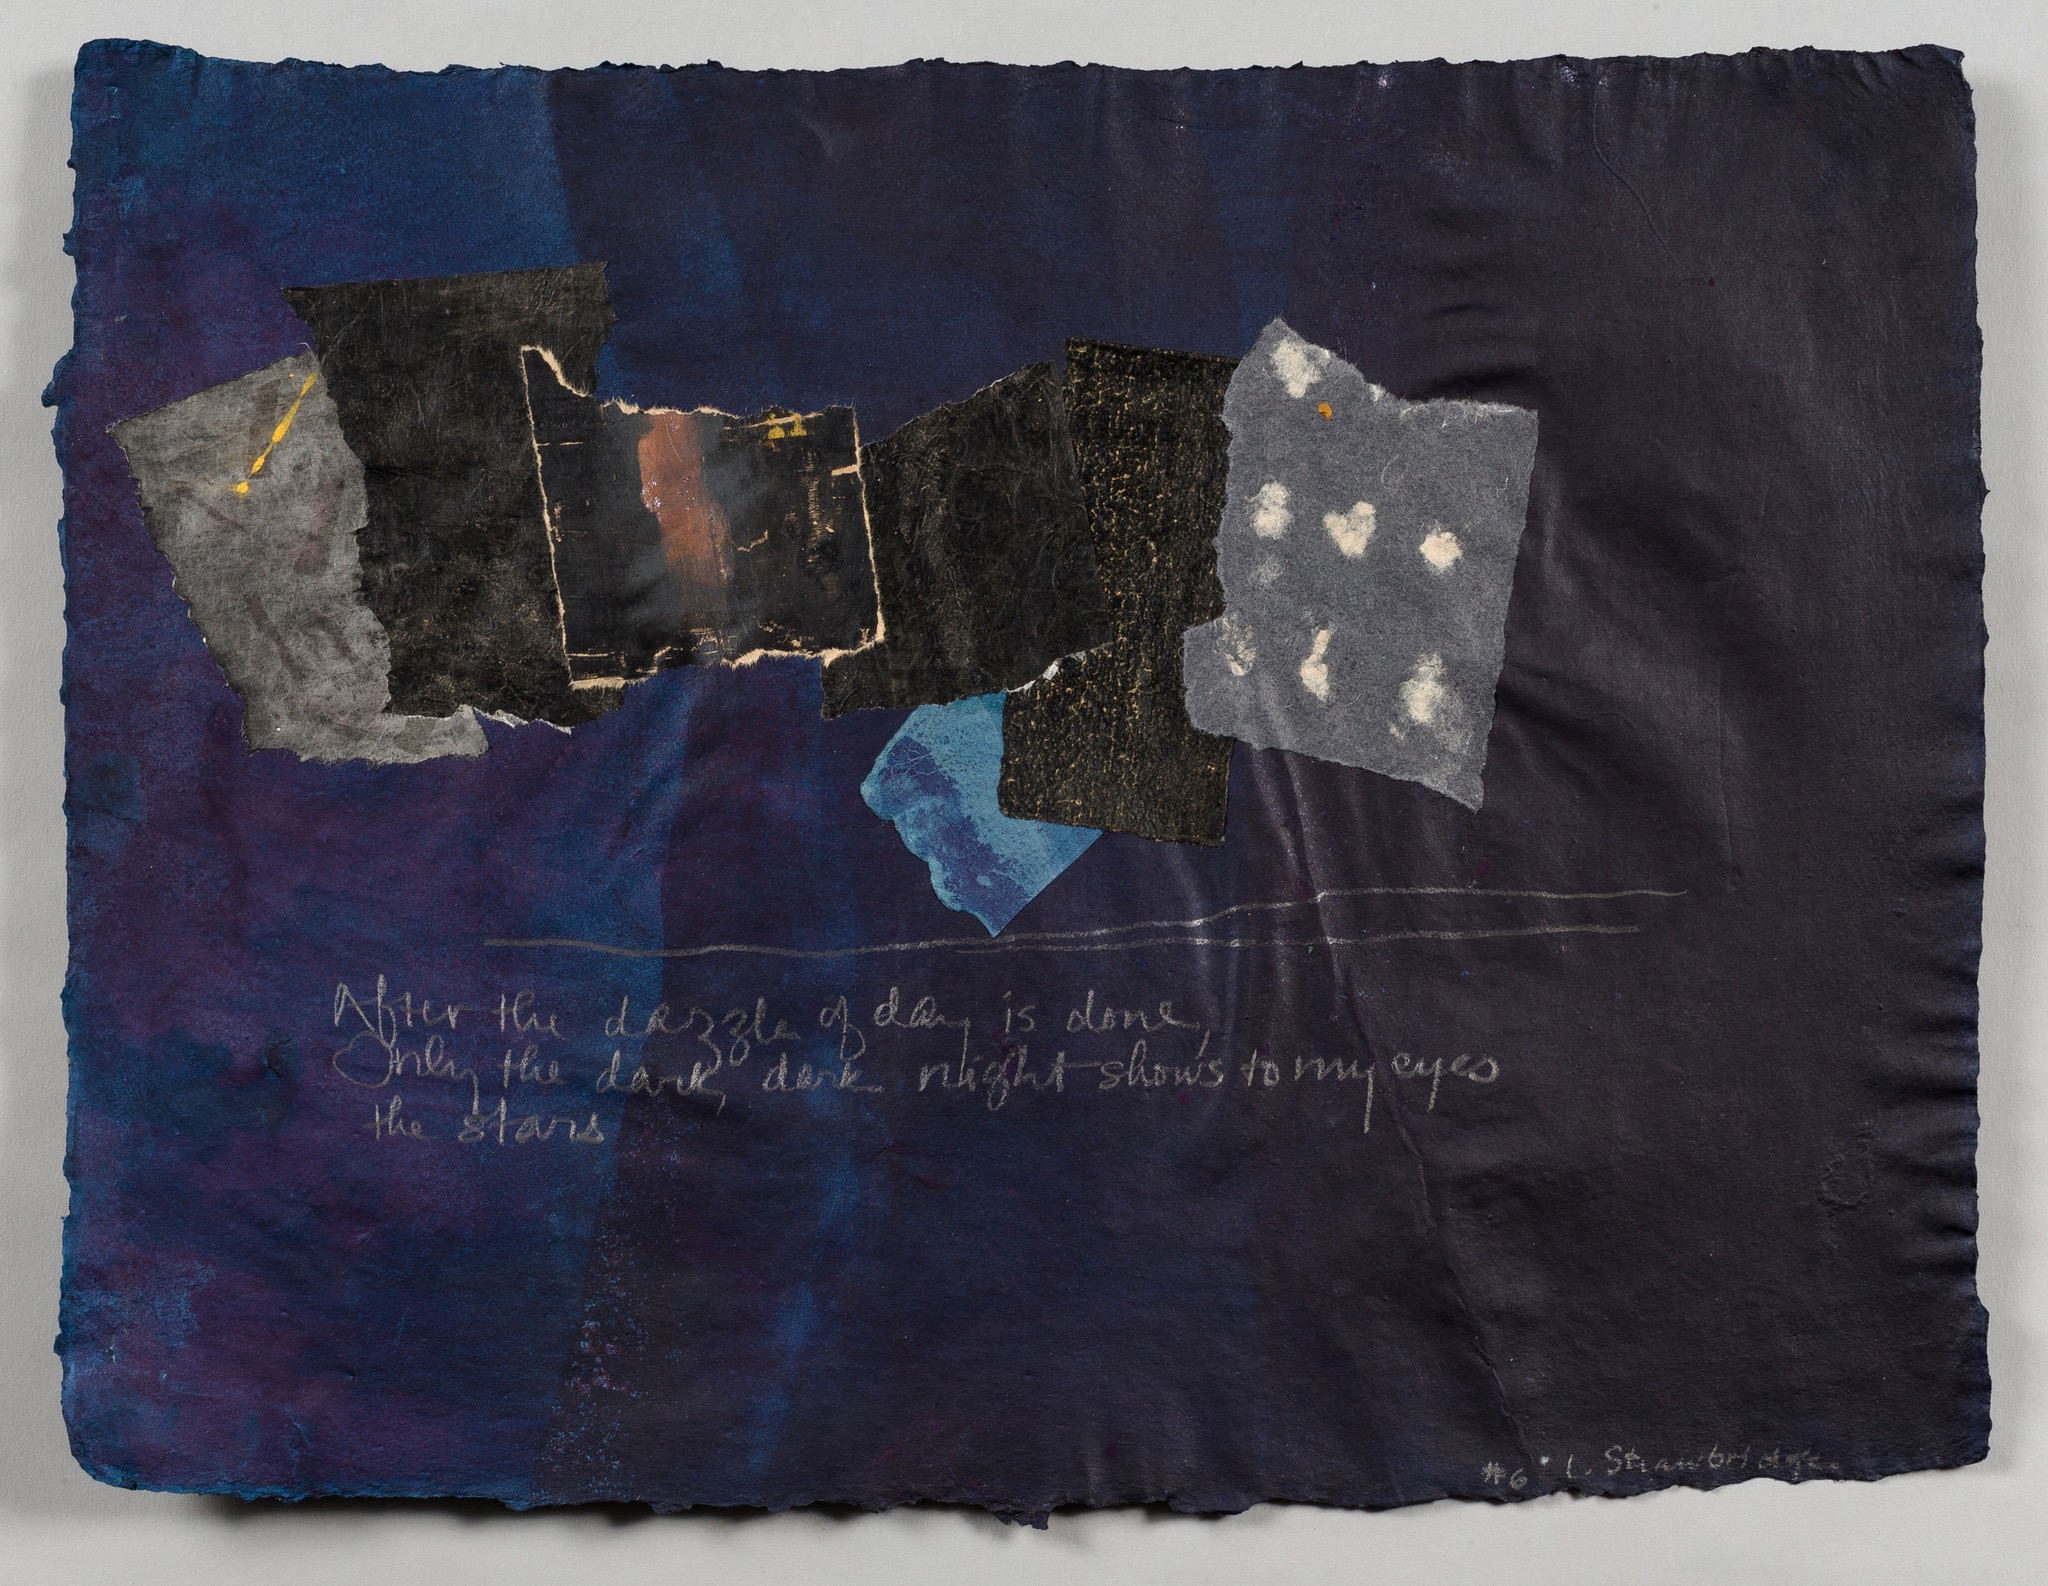 After the dazzle of day is done,
Only the dark, dark night shows to my eyes
the stars
#6 L. Strawbridge